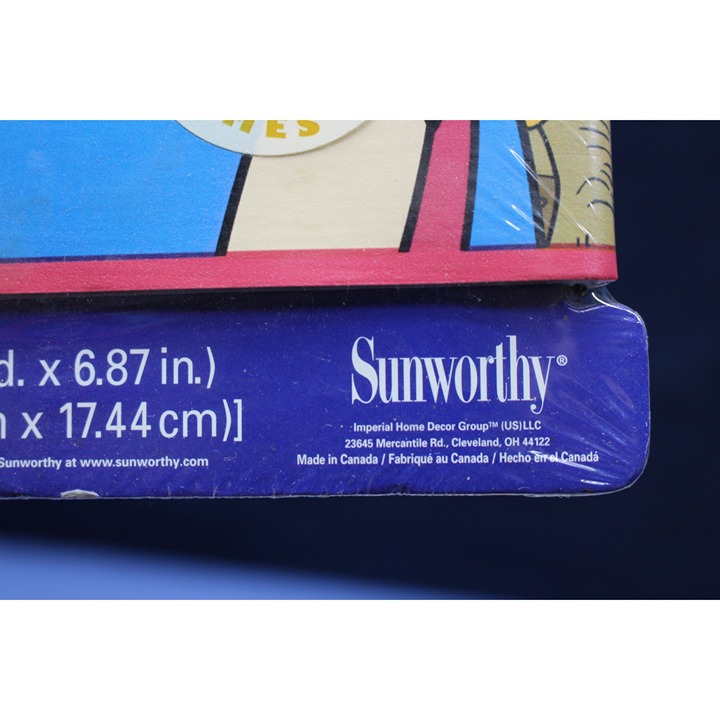 d. x 6.87 in.)
x 17.44 cm)]
Sunworthy at www.sunworthy.com
Sunworthy®
Imperial Home Decor Group™ (US) LLC
23645 Mercantile Rd., Cleveland, OH 44122
Made in Canada / Fabriqué au Canada / Hecho en el Canadá